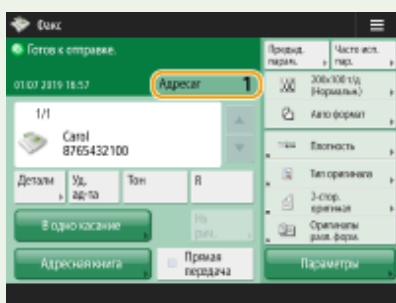 Факс
Готов к отправке.
Предыд. парам.
Часто исп. пар.
01/07 2019 16:57
Адресат 1
200x100 т/д (Нормальн.)
Авто формат
1/1
Carol
8765432100
Плотность
Тип оригинала
2-стор. оригинал
Оригиналы разл. форм.
Детали
Уд. ад-та
Тон
R
В одно касание
На
Адресная книга
Прямая передача
Параметры